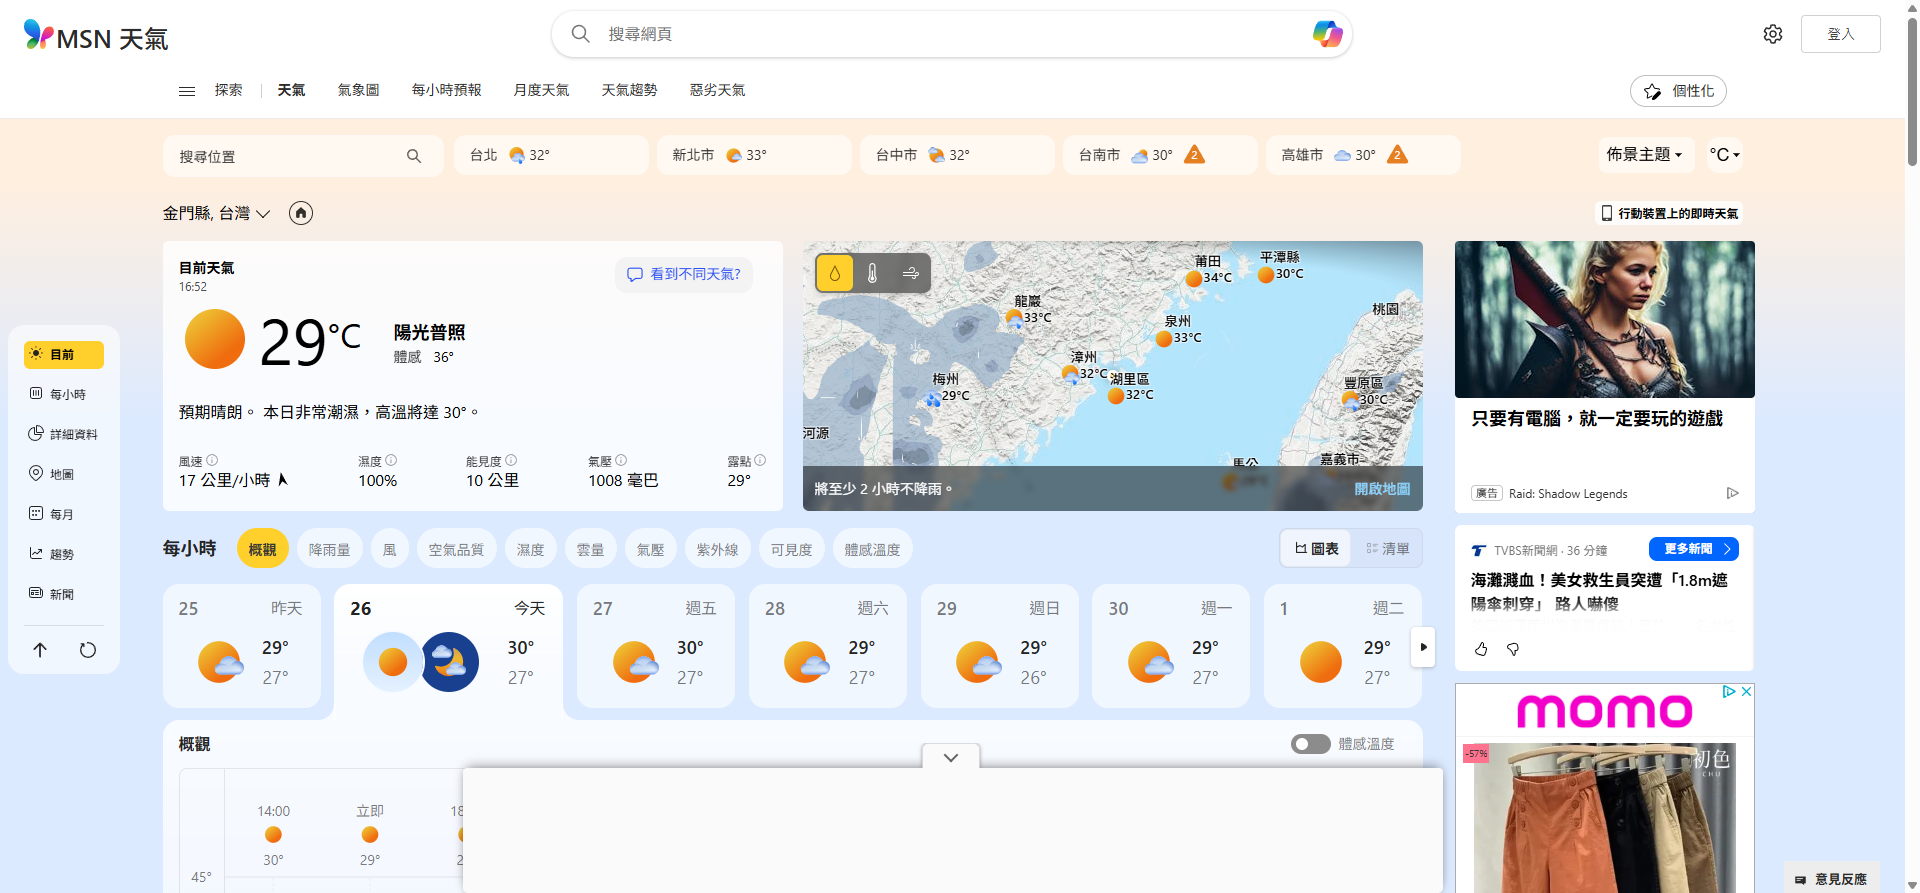 MSN 天氣
搜尋網頁
登入
探索
天氣
氣象圖
每小時預報
月度天氣
天氣趨勢
惡劣天氣
個性化
搜尋位置
台北 32°
新北市 33°
台中市 32°
台南市 30° 2
高雄市 30° 2
佈景主題
°C
金門縣, 台灣
行動裝置上的即時天氣
目前
每小時
詳細資料
地圖
每月
趨勢
新聞
目前天氣
16:52
看到不同天氣?
29°C
陽光普照
體感 36°
預期晴朗。 本日非常潮濕，高溫將達 30°。
風速
17 公里/小時
濕度
100%
能見度
10 公里
氣壓
1008 毫巴
露點
29°
莆田
34°C
平潭縣
30°C
龍巖
33°C
桃園
泉州
33°C
漳州
32°C
湖里區
32°C
梅州
29°C
豐原區
30°C
河源
馬公
嘉義市
將至少 2 小時不降雨。
開啟地圖
只要有電腦，就一定要玩的遊戲
廣告 Raid: Shadow Legends
TVBS新聞網 · 36 分鐘
更多新聞
海灘濺血！美女救生員突遭「1.8m遮
陽傘刺穿」 路人嚇傻
每小時
概觀
降雨量
風
空氣品質
濕度
雲量
氣壓
紫外線
可見度
體感溫度
圖表
清單
25 昨天
29°
27°
26 今天
30°
27°
27 週五
30°
27°
28 週六
29°
27°
29 週日
29°
26°
30 週一
29°
27°
1 週二
29°
27°
概觀
體感溫度
14:00
立即
18
30°
29°
2
45°
momo
-57%
初色
CHU
意見反應